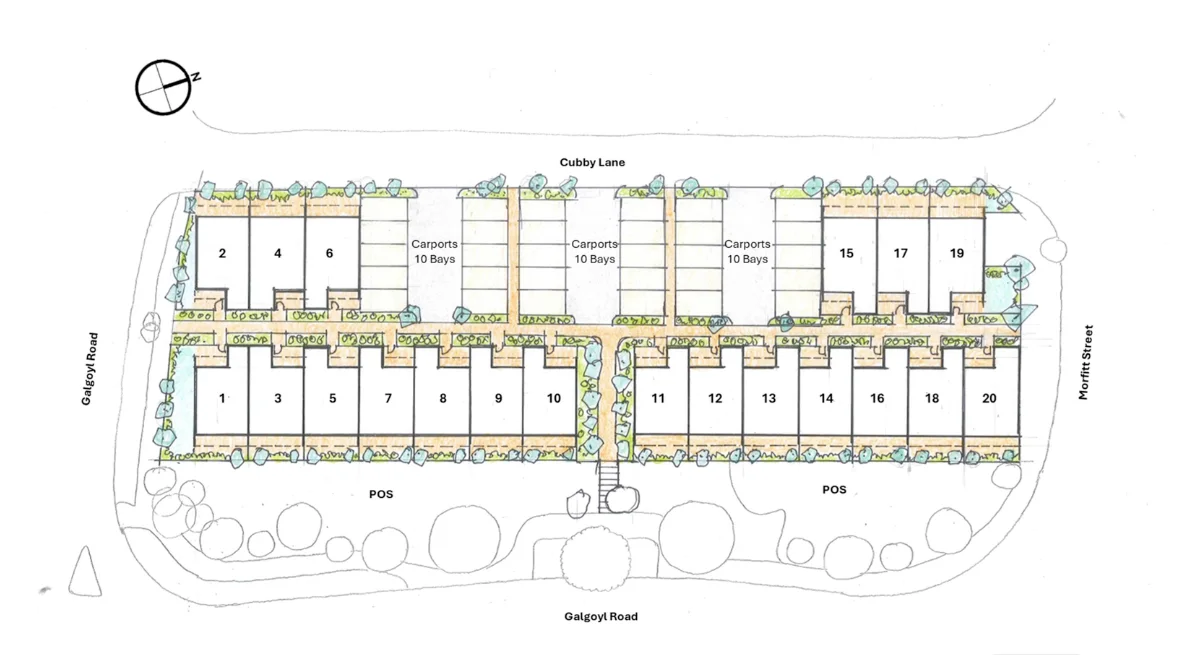 N
Cubby Lane
2
4
6
Carports
10 Bays
Carports
10 Bays
Carports
10 Bays
15
17
19
Galgoyl Road
Morfitt Street
1
3
5
7
8
9
10
11
12
13
14
16
18
20
POS
POS
Galgoyl Road